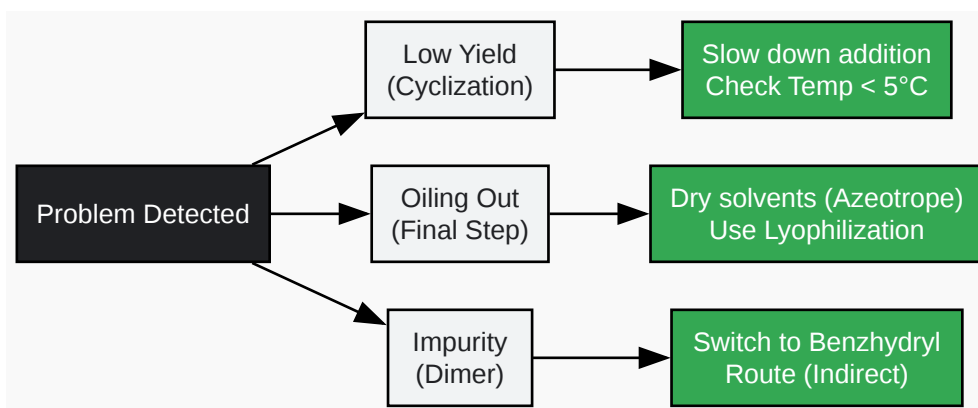 Problem Detected
Low Yield
(Cyclization)
Slow down addition
Check Temp < 5°C
Oiling Out
(Final Step)
Dry solvents (Azeotrope)
Use Lyophilization
Impurity
(Dimer)
Switch to Benzhydryl
Route (Indirect)